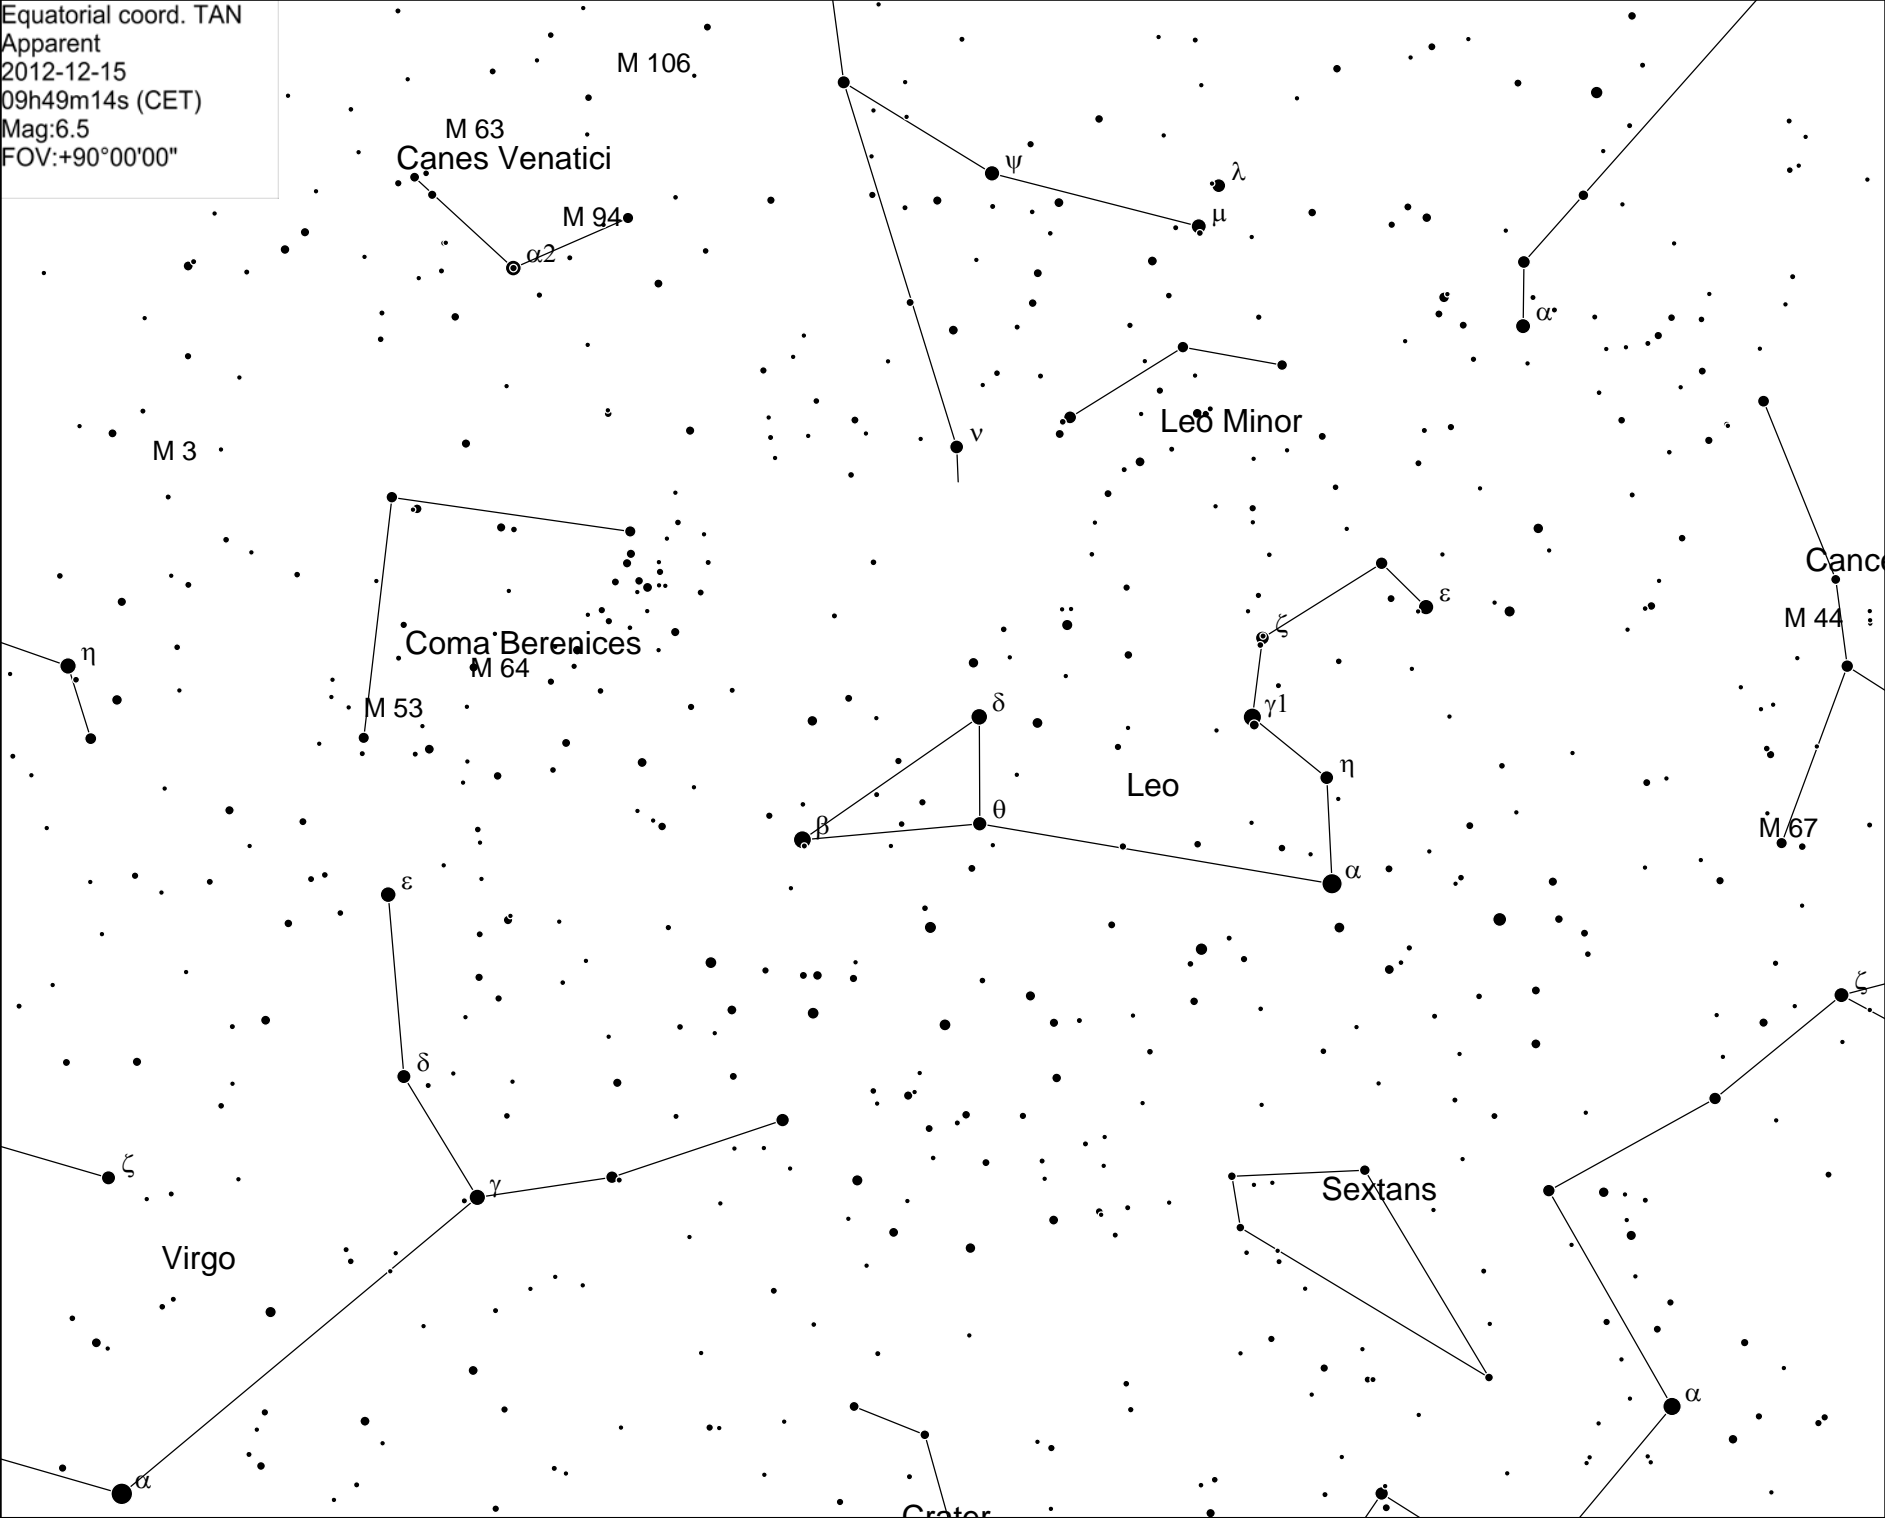 Equatorial coord. TAN
Apparent
2012-12-15
09h49m14s (CET)
Mag:6.5
FOV:+90°00'00"
M 106
M 63
Canes Venatici
ψ
λ
M 94
μ
α2
α
Leo Minor
ν
M 3
Cance
ε
M 44
ζ
Coma Berenices
η
M 64
δ
γ1
M 53
η
Leo
θ
β
M 67
α
ε
ζ
δ
ζ
γ
Sextans
Virgo
α
α
Crater